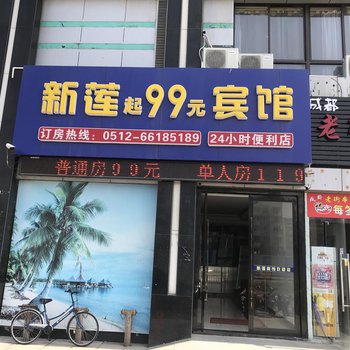 新莲起99元宾馆
订房热线：0512-66185189 24小时便利店
普通房99元 单人房119
成都
老